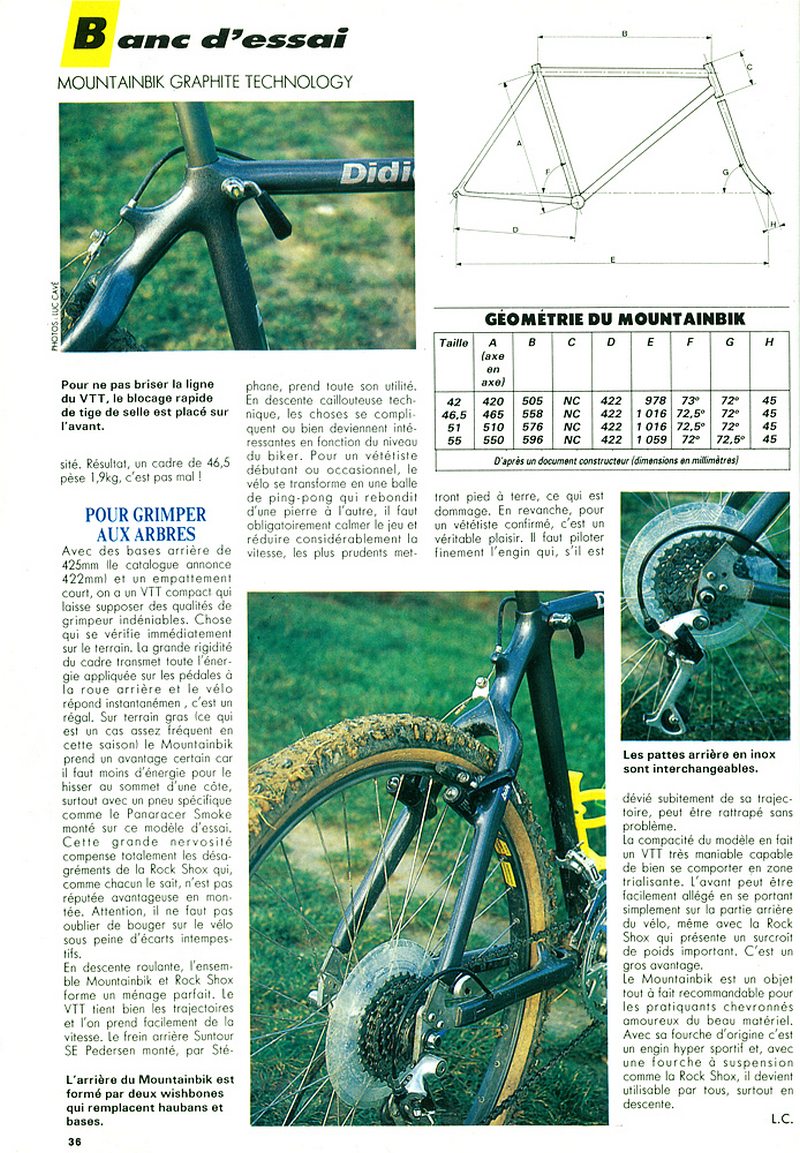 Banc d'essai
MOUNTAINBIK GRAPHITE TECHNOLOGY
Didi
PHOTOS : LUC CAVÉ
Pour ne pas briser la ligne
du VTT, le blocage rapide
de tige de selle est placé sur
l'avant.
sité. Résultat, un cadre de 46,5
pèse 1,9kg, c'est pas mal !
POUR GRIMPER
AUX ARBRES
Avec des bases arrière de
425mm (le catalogue annonce
422mm) et un empattement
court, on a un VTT compact qui
laisse supposer des qualités de
grimpeur indéniables. Chose
qui se vérifie immédiatement
sur le terrain. La grande rigidité
du cadre transmet toute l'éner-
gie appliquée sur les pédales à
la roue arrière et le vélo
répond instantanémen , c'est un
régal. Sur terrain gras (ce qui
est un cas assez fréquent en
cette saison) le Mountainbik
prend un avantage certain car
il faut moins d'énergie pour le
hisser au sommet d'une côte,
surtout avec un pneu spécifique
comme le Panaracer Smoke
monté sur ce modèle d'essai.
Cette grande nervosité
compense totalement les désa-
gréments de la Rock Shox qui,
comme chacun le sait, n'est pas
réputée avantageuse en mon-
tée. Attention, il ne faut pas
oublier de bouger sur le vélo
sous peine d'écarts intempes-
tifs.
En descente roulante, l'ensem-
ble Mountainbik et Rock Shox
forme un ménage parfait. Le
VTT tient bien les trajectoires
et l'on prend facilement de la
vitesse. Le frein arrière Suntour
SE Pedersen monté, par Sté-
L'arrière du Mountainbik est
formé par deux wishbones
qui remplacent haubans et
bases.
36
phane, prend toute son utilité.
En descente caillouteuse tech-
nique, les choses se compli-
quent ou bien deviennent inté-
ressantes en fonction du niveau
du biker. Pour un vététiste
débutant ou occasionnel, le
vélo se transforme en une balle
de ping-pong qui rebondit
d'une pierre à l'autre, il faut
obligatoirement calmer le jeu et
réduire considérablement la
vitesse, les plus prudents met-
B
C
A
F
G
D
H
E
GÉOMÉTRIE DU MOUNTAINBIK
Taille A (axe en axe) B C D E F G H
42 420 505 NC 422 978 73° 72° 45
46,5 465 558 NC 422 1 016 72,5° 72° 45
51 510 576 NC 422 1 016 72,5° 72° 45
55 550 596 NC 422 1 059 72° 72,5° 45
D'après un document constructeur (dimensions en millimètres)
tront pied à terre, ce qui est
dommage. En revanche, pour
un vététiste confirmé, c'est un
véritable plaisir. Il faut piloter
finement l'engin qui, s'il est
Les pattes arrière en inox
sont interchangeables.
dévié subitement de sa trajec-
toire, peut être rattrapé sans
problème.
La compacité du modèle en fait
un VTT très maniable capable
de bien se comporter en zone
trialisante. L'avant peut être
facilement allégé en se portant
simplement sur la partie arrière
du vélo, même avec la Rock
Shox qui présente un surcroit
de poids important. C'est un
gros avantage.
Le Mountainbik est un objet
tout à fait recommandable pour
les pratiquants chevronnés
amoureux du beau matériel.
Avec sa fourche d'origine c'est
un engin hyper sportif et, avec
une fourche à suspension
comme la Rock Shox, il devient
utilisable par tous, surtout en
descente.
L.C.